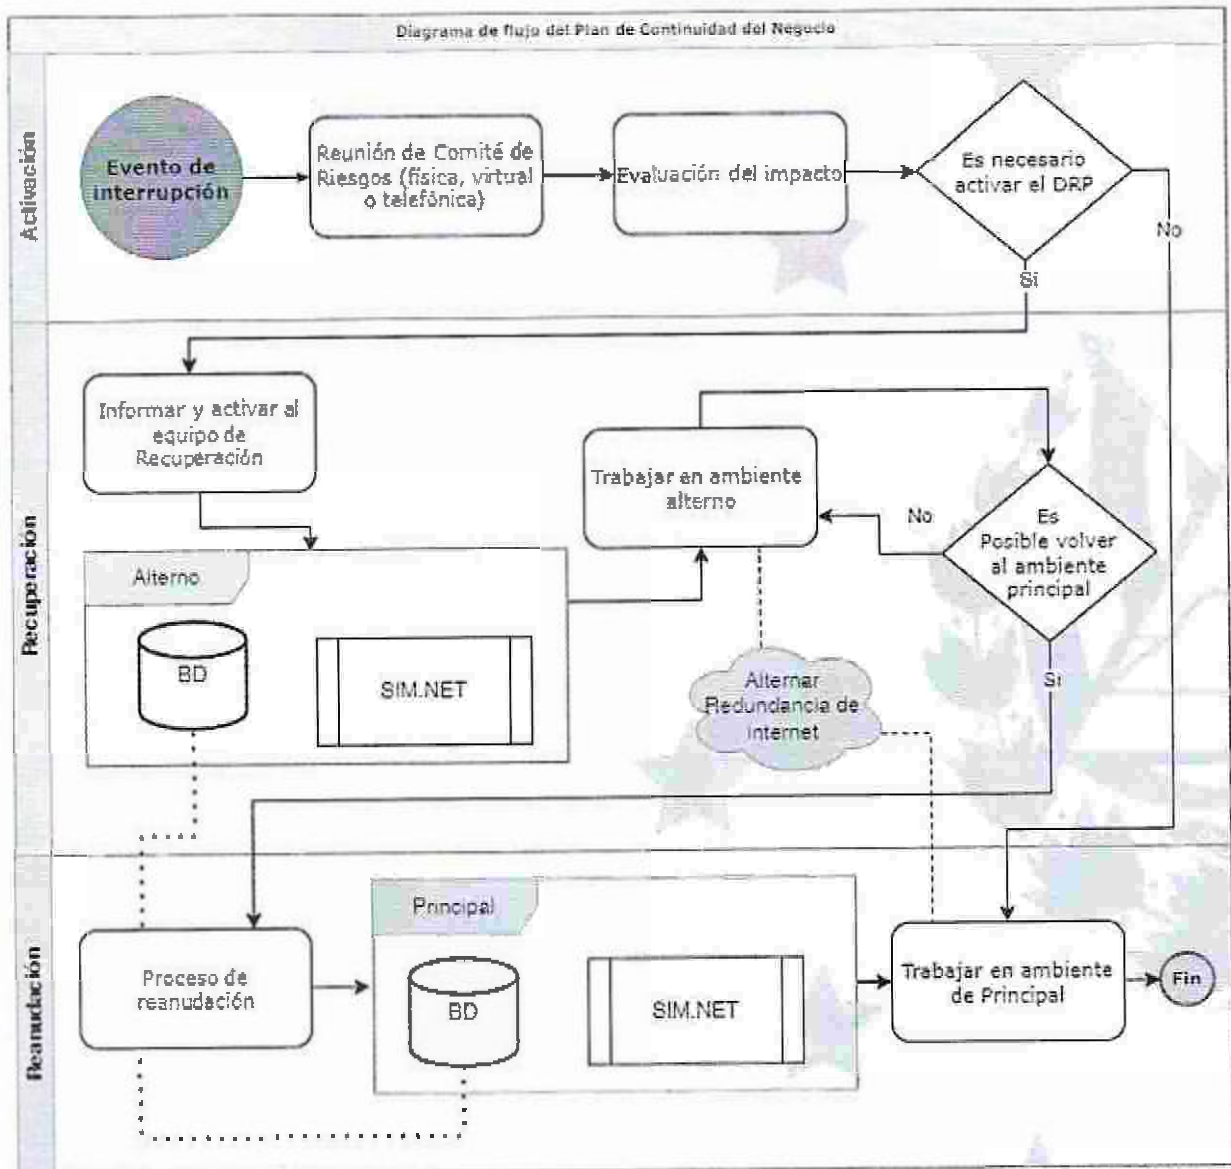 Diagrama de flujo del Plan de Continuidad del Negocio
Activación
Evento de
interrupción
Reunión de Comité de
Riesgos (física, virtual
o telefónica)
Evaluación del impacto
Es necesario
activar el DRP
No
Si
Recuperación
Informar y activar al
equipo de
Recuperación
Trabajar en ambiente
alterno
No
Es
Posible volver
al ambiente
principal
Alterno
BD
SIM.NET
Alternar
Redundancia de
internet
Si
Reanudación
Proceso de
reanudación
Principal
BD
SIM.NET
Trabajar en ambiente
de Principal
Fin